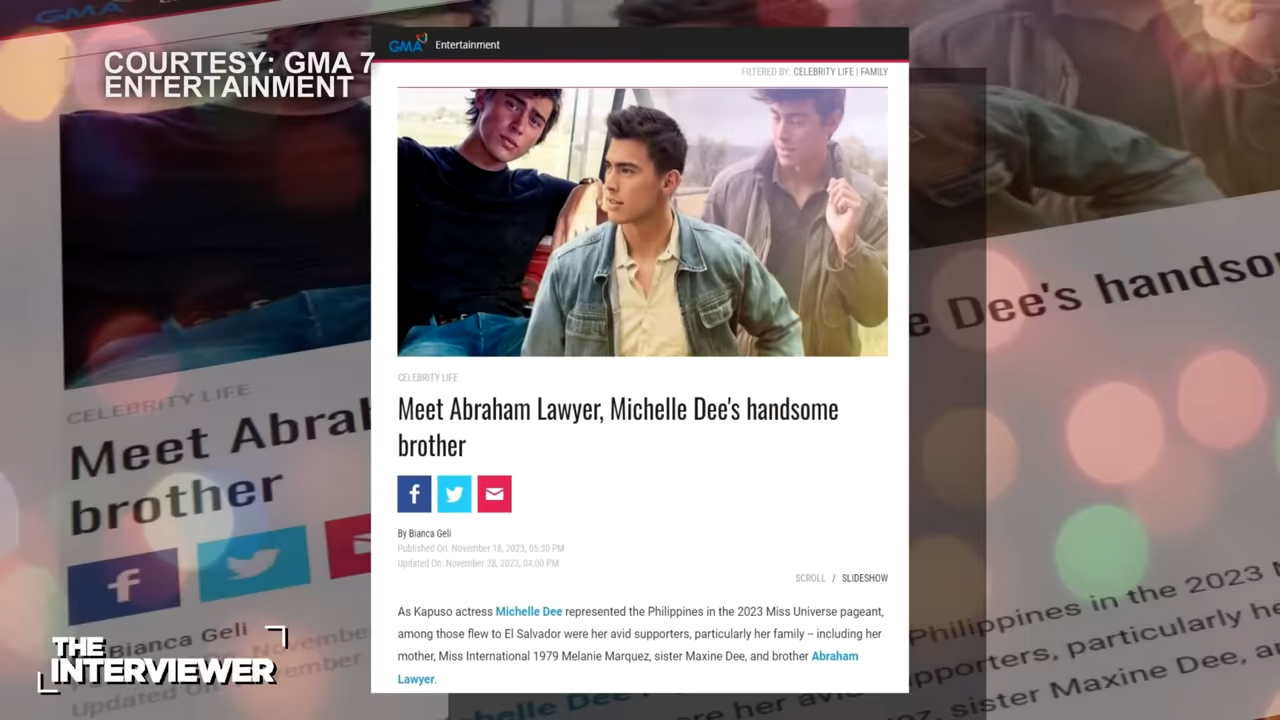 GMA
COURTESY: GMA 7
ENTERTAINMENT
GMA Entertainment
FILTERED BY: CELEBRITY LIFE | FAMILY
CELEBRITY LIFE
Meet Abraham Lawyer, Michelle Dee's handsome
brother
f
By Bianca Geli
Published On: November 18, 2023, 05:30 PM
Updated On: November 28, 2023, 04:00 PM
SCROLL / SLIDESHOW
As Kapuso actress Michelle Dee represented the Philippines in the 2023 Miss Universe pageant,
among those flew to El Salvador were her avid supporters, particularly her family -- including her
mother, Miss International 1979 Melanie Marquez, sister Maxine Dee, and brother Abraham
Lawyer.
CELEBRITY LIFE
Meet Abra
brother
f
Bianca Geli
THE
INTERVIEWER
Dee's handso
Philippines in the 2023
pporters, particularly he
sister Maxine Dee, a